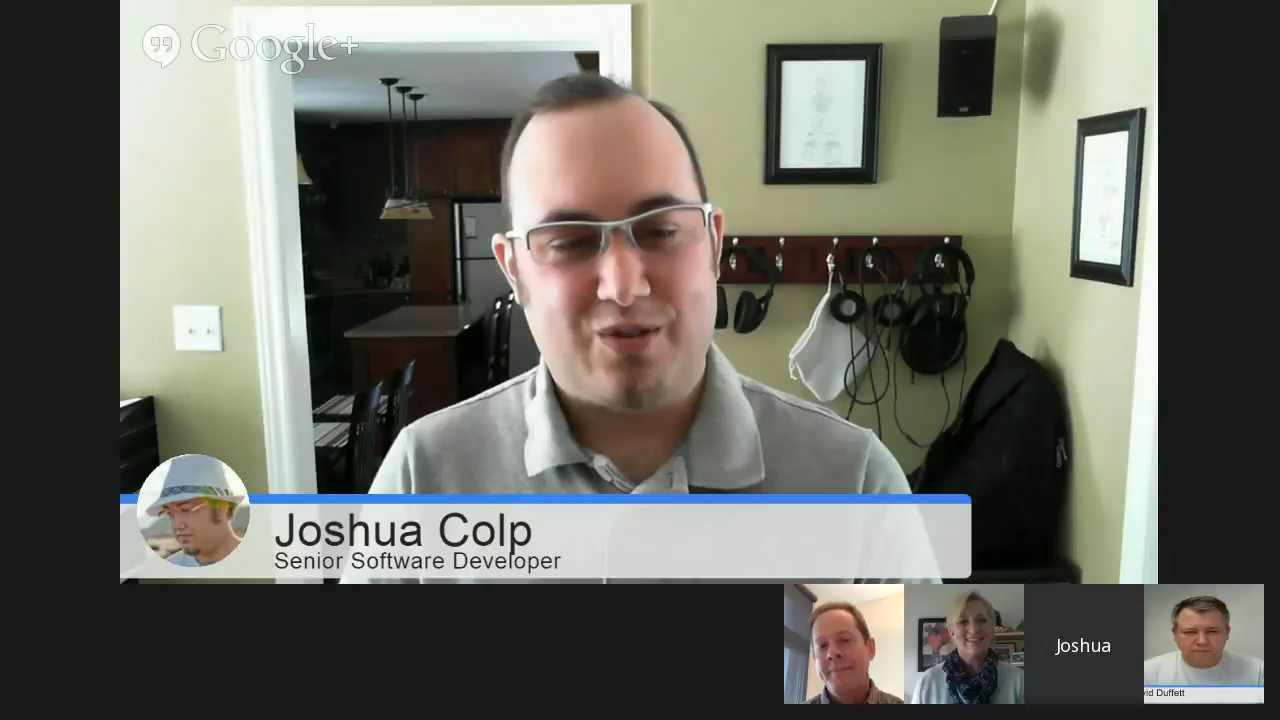 Google+
Joshua Colp
Senior Software Developer
Joshua
vid Duffett